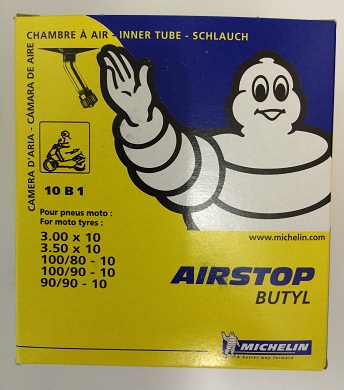 CHAMBRE À AIR - INNER TUBE - SCHLAUCH
CAMERA D'ARIA - CÁMARA DE AIRE
10 B 1
Pour pneus moto :
For moto tyres :
3.00 x 10
3.50 x 10
100/80 - 10
100/90 - 10
90/90 - 10
www.michelin.com
AIRSTOP
BUTYL
MICHELIN
A better way forward